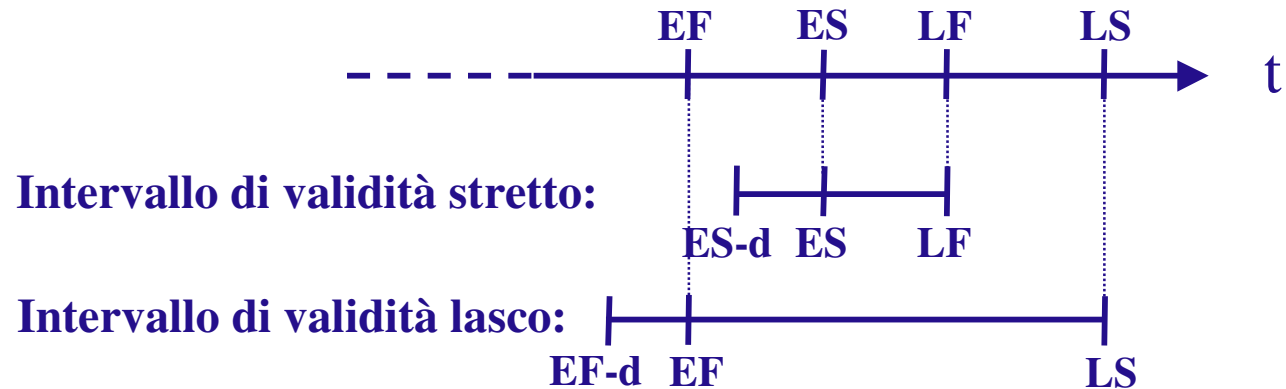 EF ES LF LS
t
Intervallo di validità stretto:
ES-d ES LF
Intervallo di validità lasco:
EF-d EF LS